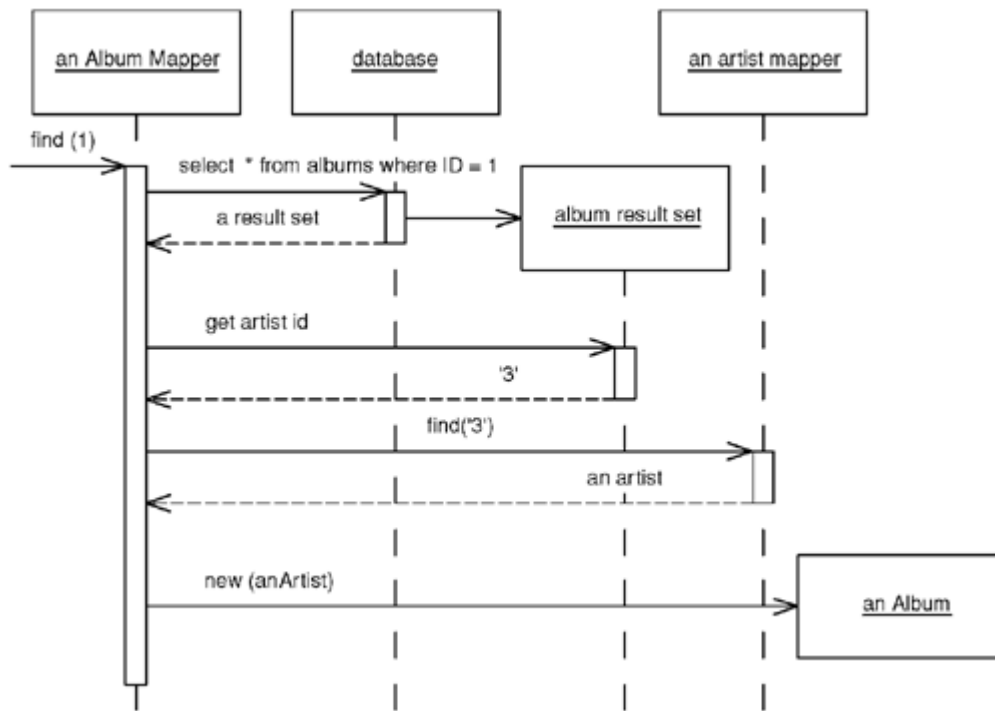 an Album Mapper
database
an artist mapper
find (1)
select * from albums where ID = 1
a result set
album result set
get artist id
'3'
find("3')
an artist
new (anArtist)
an Album